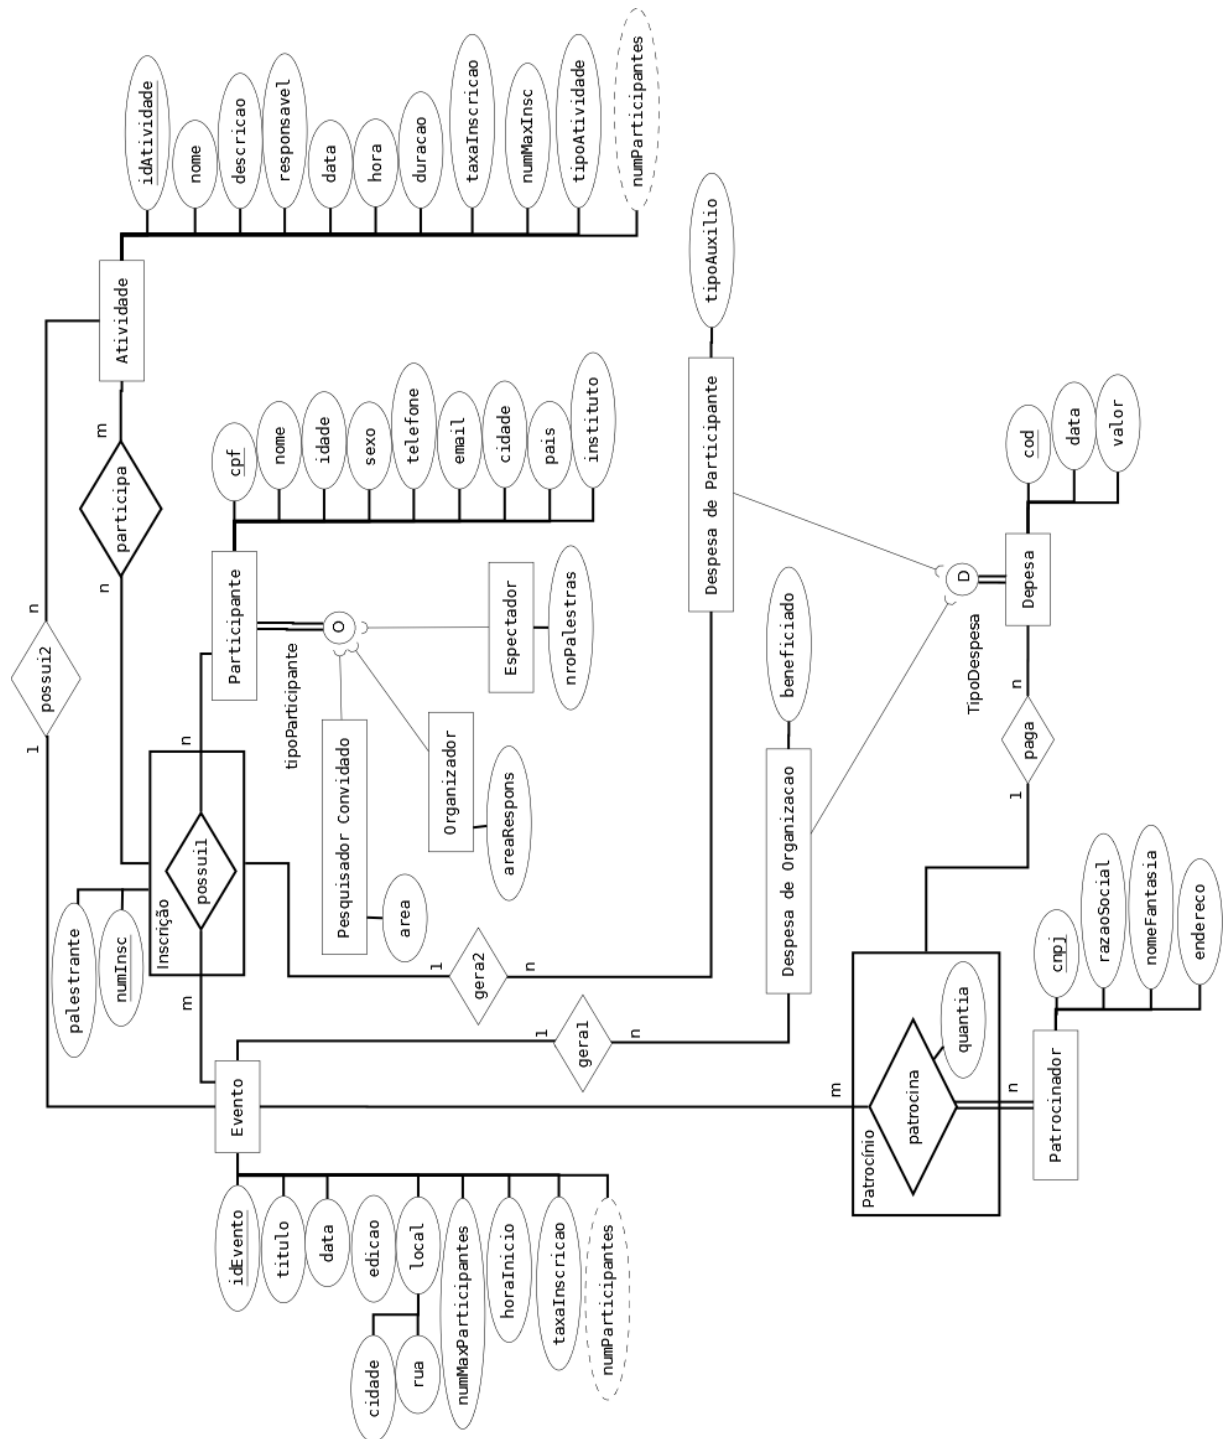 idAtividade
nome
descricao
responsavel
data
hora
duracao
taxaInscricao
numMaxInsc
tipoAtividade
numParticipantes
Atividade
n
possui2
1
m
participa
n
cpf
nome
idade
sexo
telefone
email
cidade
pais
instituto
Participante
tipoParticipante
O
Espectador
nroPalestras
Organizador
areaRespons
Pesquisador Convidado
area
n
possui1
Inscrição
palestrante
numInsc
m
Evento
idEvento
titulo
data
edicao
local
cidade
rua
numMaxParticipantes
horaInicio
taxaInscricao
numParticipantes
1
gera2
n
1
gera1
n
tipoAuxilio
Despesa de Participante
beneficiado
Despesa de Organizacao
D
TipoDespesa
Depesa
cod
data
valor
n
paga
1
m
patrocina
quantia
Patrocínio
n
Patrocinador
cnpj
razaoSocial
nomeFantasia
endereco